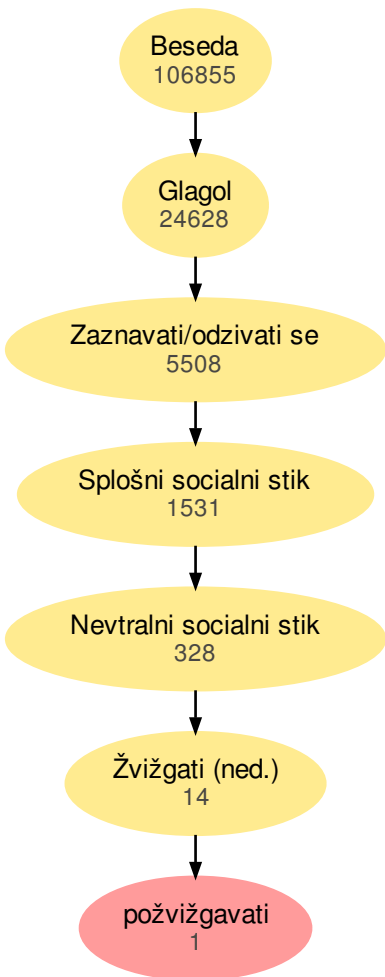 Beseda
106855
Glagol
24628
Zaznavati/odzivati se
5508
Splošni socialni stik
1531
Nevtralni socialni stik
328
Žvižgati (ned.)
14
požvižgavati
1